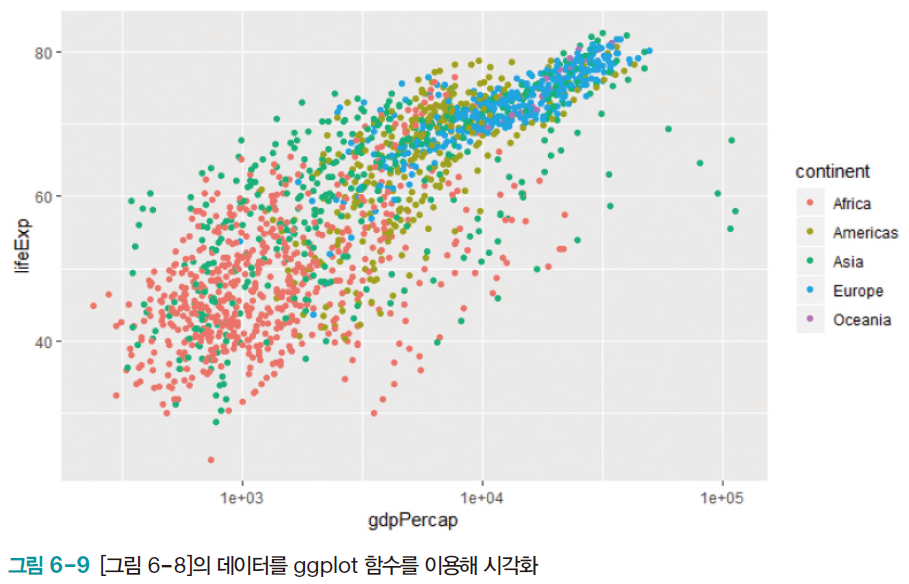 80
60
40
lifeExp
1e+03
1e+04
1e+05
gdpPercap
continent
Africa
Americas
Asia
Europe
Oceania
그림 6-9 [그림 6-8]의 데이터를 ggplot 함수를 이용해 시각화